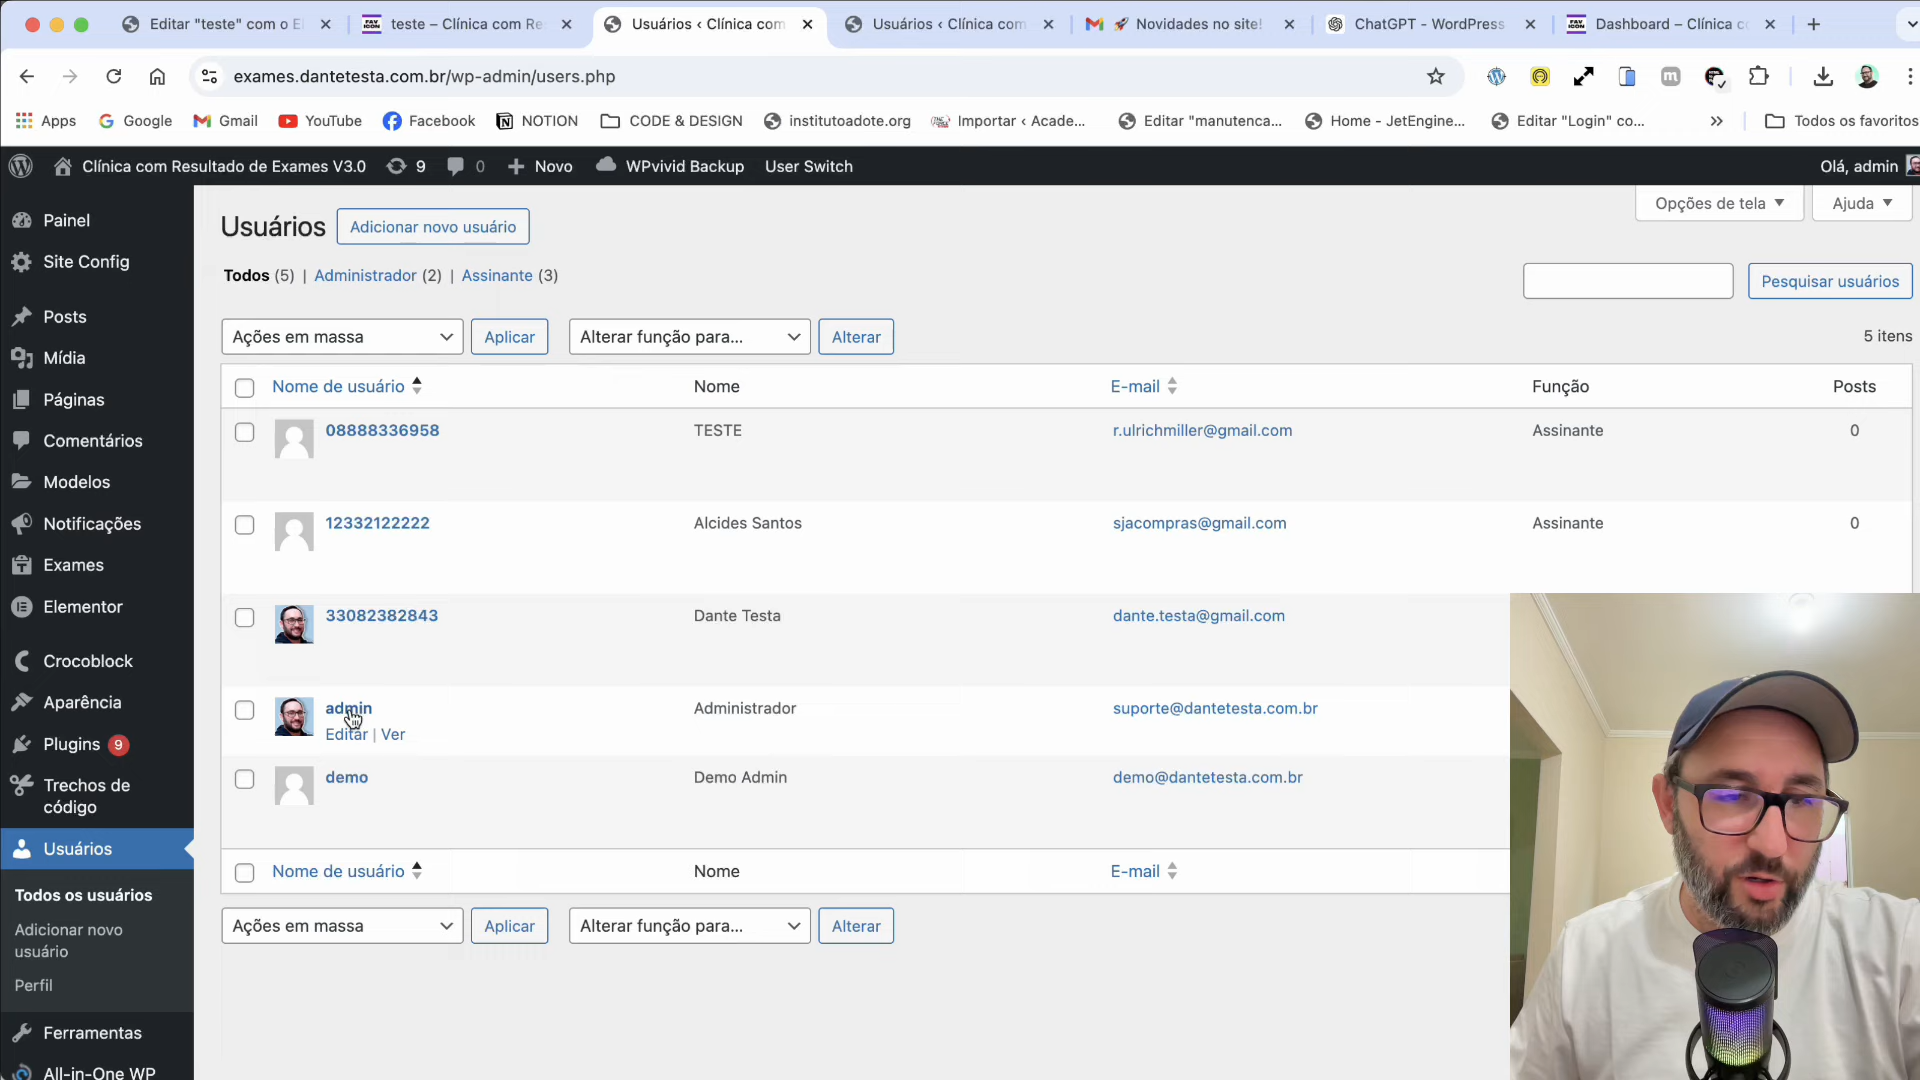 Editar "teste" com o E
teste – Clínica com Re
Usuários ‹ Clínica com
Usuários ‹ Clínica com
🚀 Novidades no site!
ChatGPT - WordPress
FAV ICON
Dashboard – Clínica c
exames.dantetesta.com.br/wp-admin/users.php
Apps
Google
Gmail
YouTube
Facebook
NOTION
CODE & DESIGN
institutoadote.org
Importar ‹ Acade...
Editar "manutenca...
Home - JetEngine...
Editar "Login" co...
Todos os favoritos
Clínica com Resultado de Exames V3.0
9
0
Novo
WPvivid Backup
User Switch
Olá, admin
Painel
Site Config
Posts
Mídia
Páginas
Comentários
Modelos
Notificações
Exames
Elementor
Crocoblock
Aparência
Plugins 9
Trechos de
código
Usuários
Todos os usuários
Adicionar novo
usuário
Perfil
Ferramentas
All-in-One WP
Usuários
Adicionar novo usuário
Opções de tela
Ajuda
Todos (5) | Administrador (2) | Assinante (3)
Pesquisar usuários
Ações em massa
Aplicar
Alterar função para...
Alterar
5 itens
Nome de usuário Nome E-mail Função Posts
08888336958 TESTE r.ulrichmiller@gmail.com Assinante 0
12332122222 Alcides Santos sjacompras@gmail.com Assinante 0
33082382843 Dante Testa dante.testa@gmail.com
admin Administrador suporte@dantetesta.com.br
Editar | Ver
demo Demo Admin demo@dantetesta.com.br
Nome de usuário Nome E-mail
Ações em massa
Aplicar
Alterar função para...
Alterar